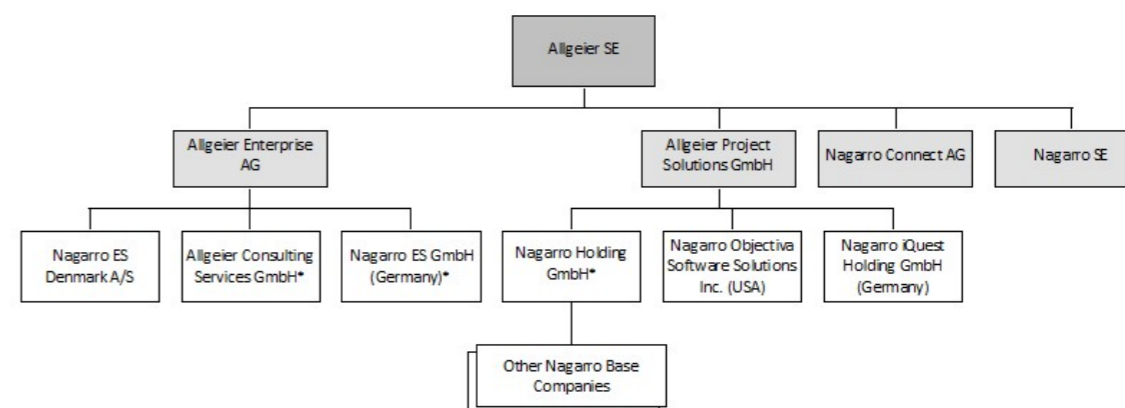 Allgeier SE
Allgeier Enterprise
AG
Allgeier Project
Solutions GmbH
Nagarro Connect AG
Nagarro SE
Nagarro ES
Denmark A/S
Allgeier Consulting
Services GmbH*
Nagarro ES GmbH
(Germany)*
Nagarro Holding
GmbH*
Nagarro Objectiva
Software Solutions
Inc. (USA)
Nagarro iQuest
Holding GmbH
(Germany)
Other Nagarro Base
Companies